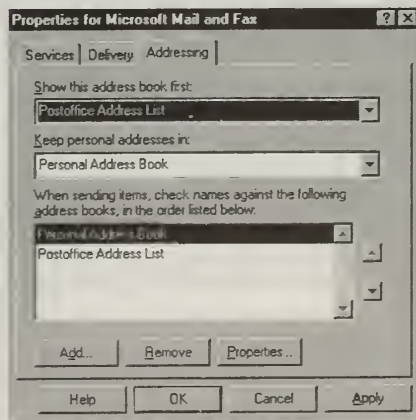 Properties for Microsoft Mail and Fax
Services Delivery Addressing
Show this address book first:
Postoffice Address List
Keep personal addresses in:
Personal Address Book
When sending items, check names against the following
address books, in the order listed below:
Personal Address Book
Postoffice Address List
Add... Remove Properties...
Help OK Cancel Apply